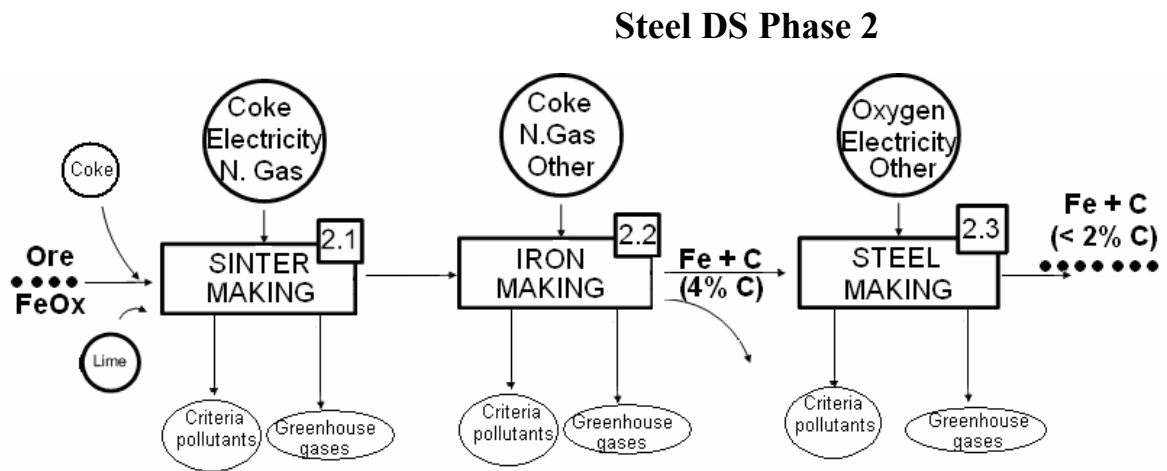 Steel DS Phase 2
Coke
Electricity
N. Gas
Coke
N.Gas
Other
Oxygen
Electricity
Other
Coke
Ore
FeOx
Lime
2.1
SINTER
MAKING
2.2
IRON
MAKING
Fe + C
(4% C)
2.3
STEEL
MAKING
Fe + C
(< 2% C)
Criteria
pollutants
Greenhouse
gases
Criteria
pollutants
Greenhouse
gases
Criteria
pollutants
Greenhouse
gases